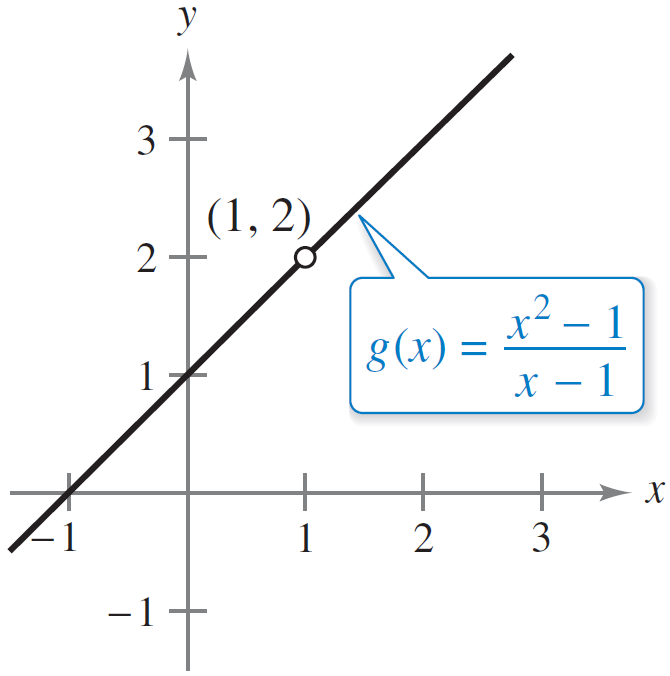 y
3
(1, 2)
2
g(x) = (x² − 1)/(x − 1)
1
x
−1 1 2 3
−1